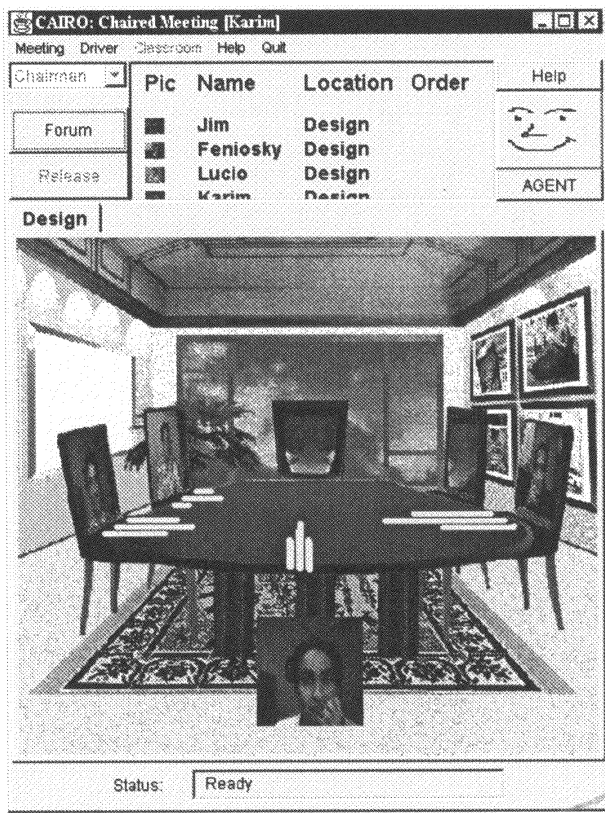 CAIRO: Chaired Meeting [Karim]
Meeting Driver Classroom Help Quit
Chairman
Forum
Release
Pic Name Location Order
Jim Design
Feniosky Design
Lucio Design
Karim Design
Help
AGENT
Design
Status: Ready